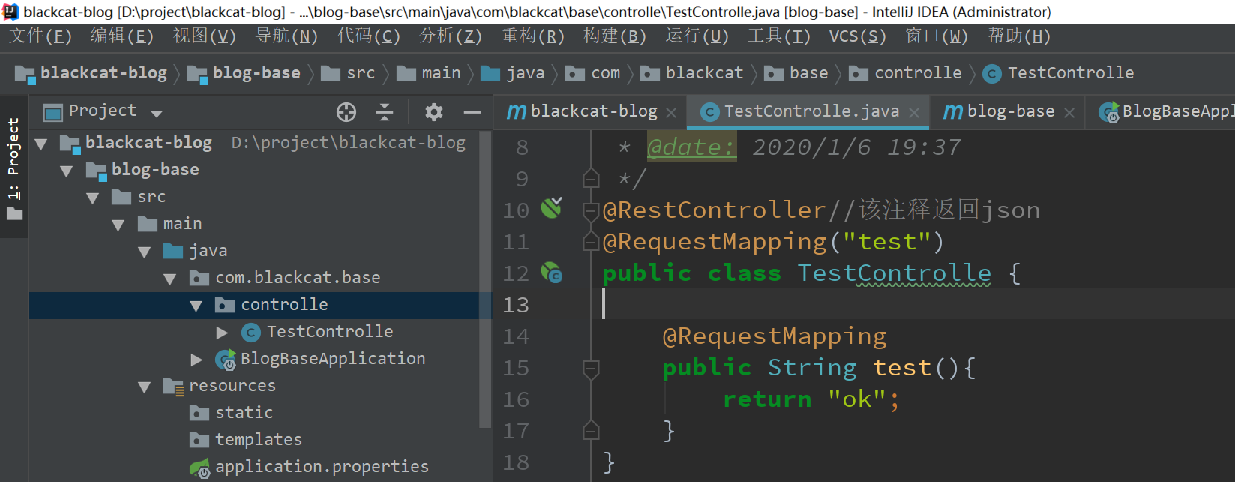 blackcat-blog [D:\project\blackcat-blog] - ...\blog-base\src\main\java\com\blackcat\base\controlle\TestControlle.java [blog-base] - IntelliJ IDEA (Administrator)
文件(F) 编辑(E) 视图(V) 导航(N) 代码(C) 分析(Z) 重构(R) 构建(B) 运行(U) 工具(T) VCS(S) 窗口(W) 帮助(H)
blackcat-blog blog-base src main java com blackcat base controlle TestControlle
1: Project
Project
blackcat-blog D:\project\blackcat-blog
blog-base
src
main
java
com.blackcat.base
controlle
TestControlle
BlogBaseApplication
resources
static
templates
application.properties
blackcat-blog TestControlle.java blog-base BlogBaseAppl
8 * @date: 2020/1/6 19:37
9 */
10 @RestController//该注释返回json
11 @RequestMapping("test")
12 public class TestControlle {
13
14 @RequestMapping
15 public String test(){
16 return "ok";
17 }
18 }